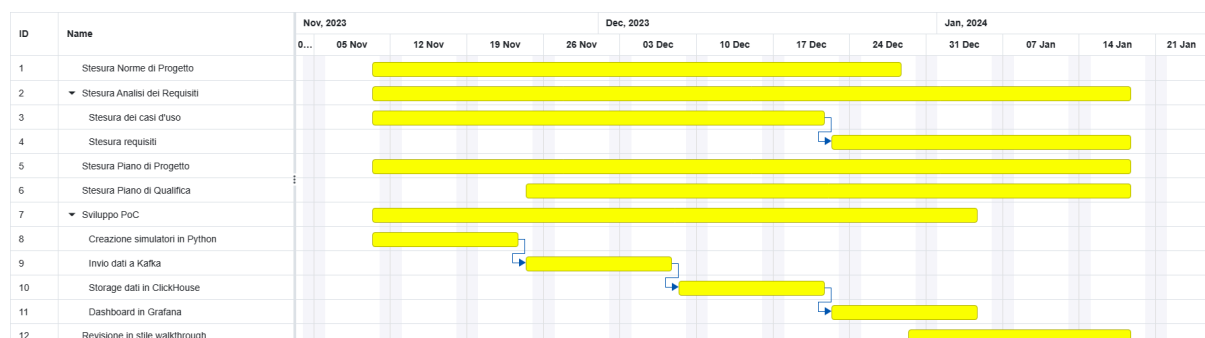 ID Name Nov, 2023 Dec, 2023 Jan, 2024
0... 05 Nov 12 Nov 19 Nov 26 Nov 03 Dec 10 Dec 17 Dec 24 Dec 31 Dec 07 Jan 14 Jan 21 Jan
1 Stesura Norme di Progetto
2 Stesura Analisi dei Requisiti
3 Stesura dei casi d'uso
4 Stesura requisiti
5 Stesura Piano di Progetto
6 Stesura Piano di Qualifica
7 Sviluppo PoC
8 Creazione simulatori in Python
9 Invio dati a Kafka
10 Storage dati in ClickHouse
11 Dashboard in Grafana
12 Revisione in stile walkthrough